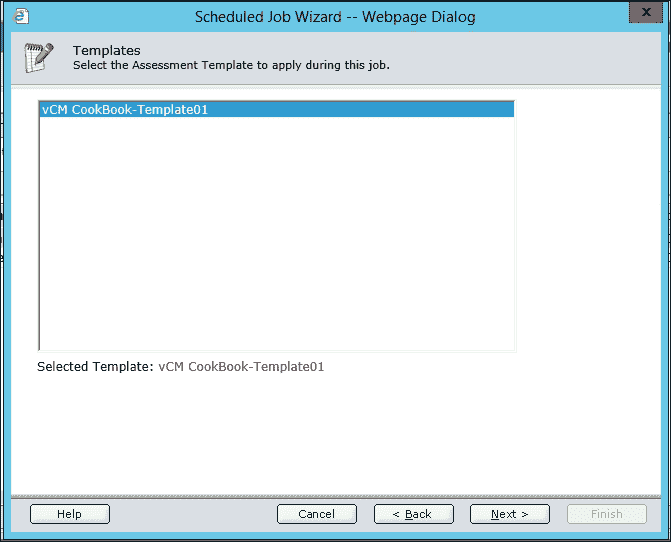 Scheduled Job Wizard -- Webpage Dialog
x
Templates
Select the Assessment Template to apply during this job.
vCM CookBook-Template01
Selected Template: vCM CookBook-Template01
Help
Cancel
< Back
Next >
Finish